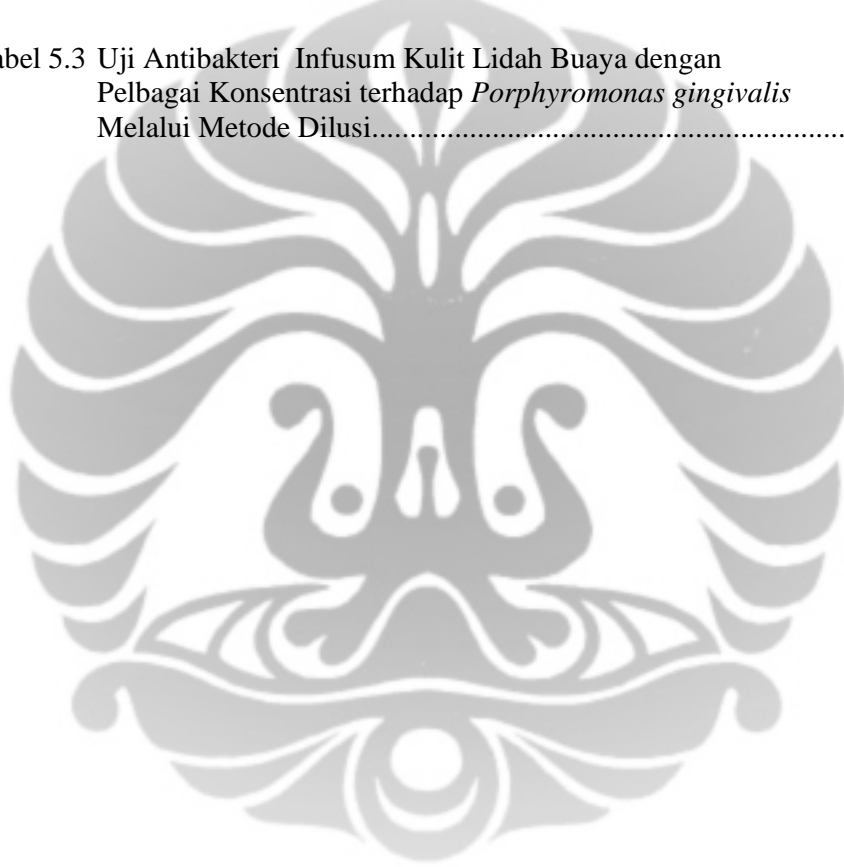 abel 5.3 Uji Antibakteri Infusum Kulit Lidah Buaya dengan
Pelbagai Konsentrasi terhadap Porphyromonas gingivalis
Melalui Metode Dilusi...............................................................